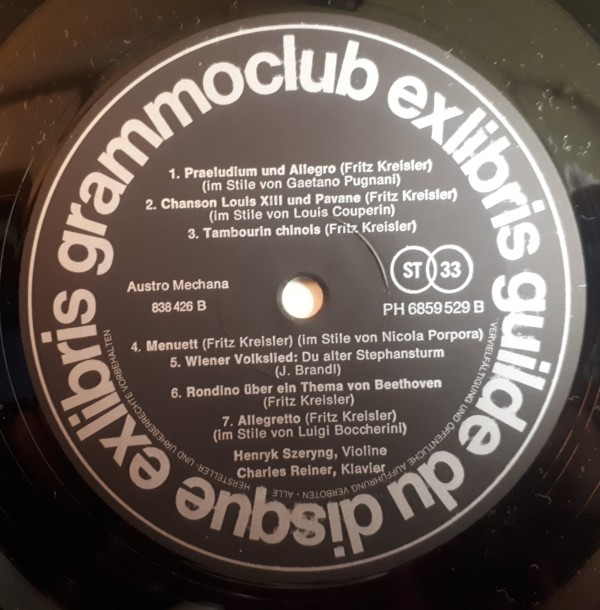 exlibris grammoclub exlibris guilde du disque
1. Praeludium und Allegro (Fritz Kreisler)
(im Stile von Gaetano Pugnani)
2. Chanson Louis XIII und Pavane (Fritz Kreisler)
(im Stile von Louis Couperin)
3. Tambourin chinois (Fritz Kreisler)
ST 33
Austro Mechana
838 426 B
PH 6859 529 B
4. Menuett (Fritz Kreisler) (im Stile von Nicola Porpora)
5. Wiener Volkslied: Du alter Stephansturm
(J. Brandl)
6. Rondino über ein Thema von Beethoven
(Fritz Kreisler)
7. Allegretto (Fritz Kreisler)
(im Stile von Luigi Boccherini)
Henryk Szeryng, Violine
Charles Reiner, Klavier
ALLE HERSTELLER- UND URHEBERRECHTE VORBEHALTEN · VERVIELFÄLTIGUNG UND ÖFFENTLICHE AUFFÜHRUNG VERBOTEN